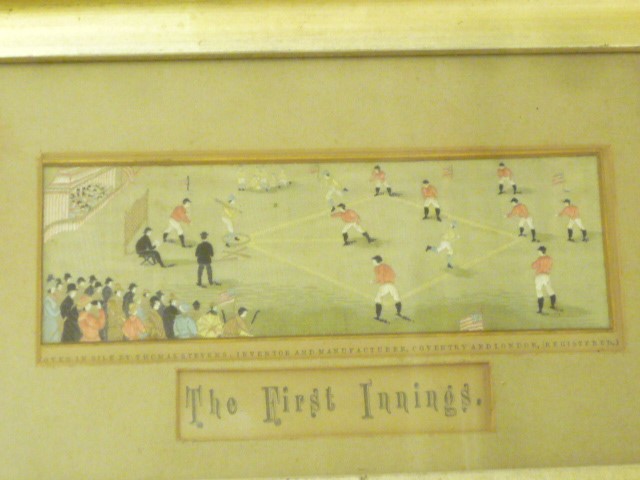 IN SILK BY THOMAS STEVENS, INVENTOR AND MANUFACTURER, COVENTRY AND LONDON, (REGISTERED.)
The First Innings.